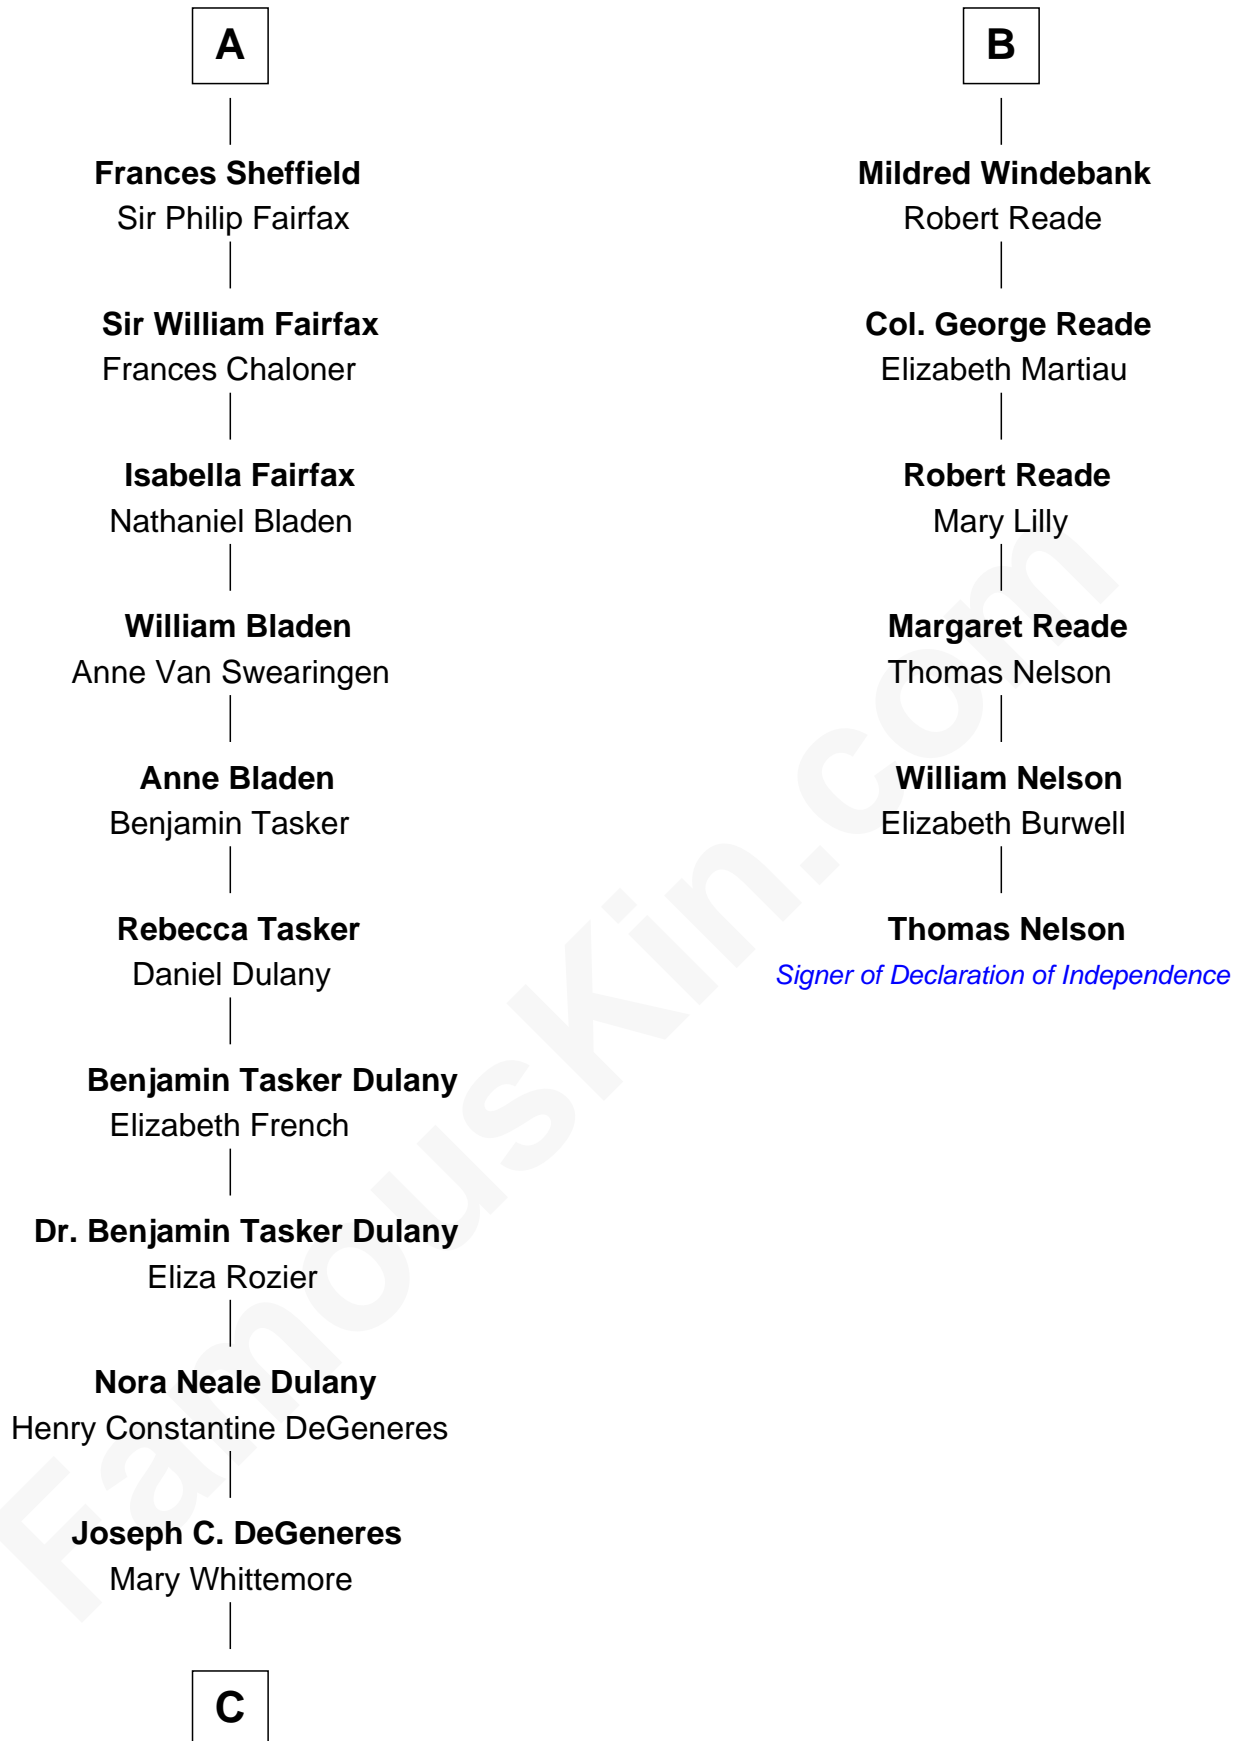 A
Frances Sheffield
Sir Philip Fairfax
Sir William Fairfax
Frances Chaloner
Isabella Fairfax
Nathaniel Bladen
William Bladen
Anne Van Swearingen
Anne Bladen
Benjamin Tasker
Rebecca Tasker
Daniel Dulany
Benjamin Tasker Dulany
Elizabeth French
Dr. Benjamin Tasker Dulany
Eliza Rozier
Nora Neale Dulany
Henry Constantine DeGeneres
Joseph C. DeGeneres
Mary Whittemore
C
B
Mildred Windebank
Robert Reade
Col. George Reade
Elizabeth Martiau
Robert Reade
Mary Lilly
Margaret Reade
Thomas Nelson
William Nelson
Elizabeth Burwell
Thomas Nelson
Signer of Declaration of Independence
FamousKin.com